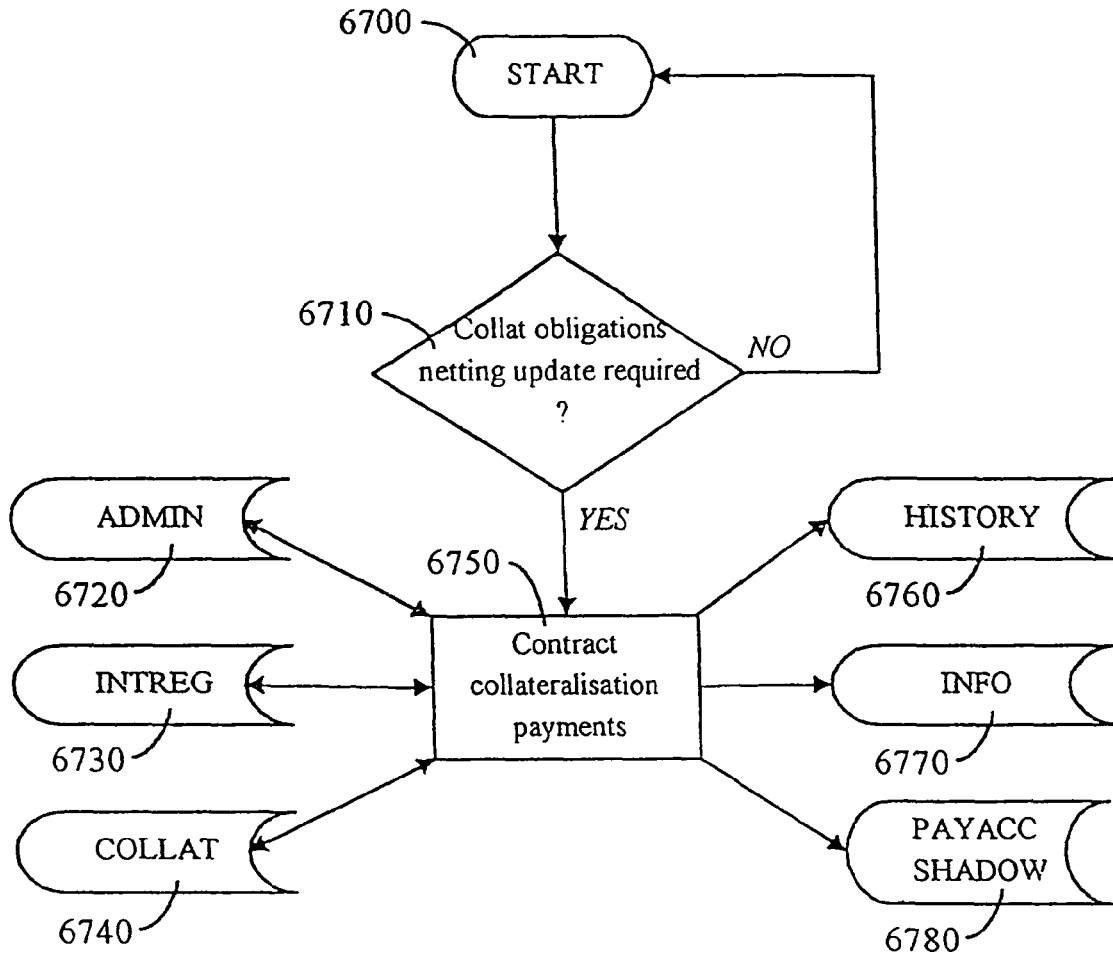 6700
START
6710
Collat obligations
netting update required
?
NO
YES
ADMIN
6720
6750
HISTORY
6760
INTREG
6730
Contract
collateralisation
payments
INFO
6770
COLLAT
6740
PAYACC
SHADOW
6780